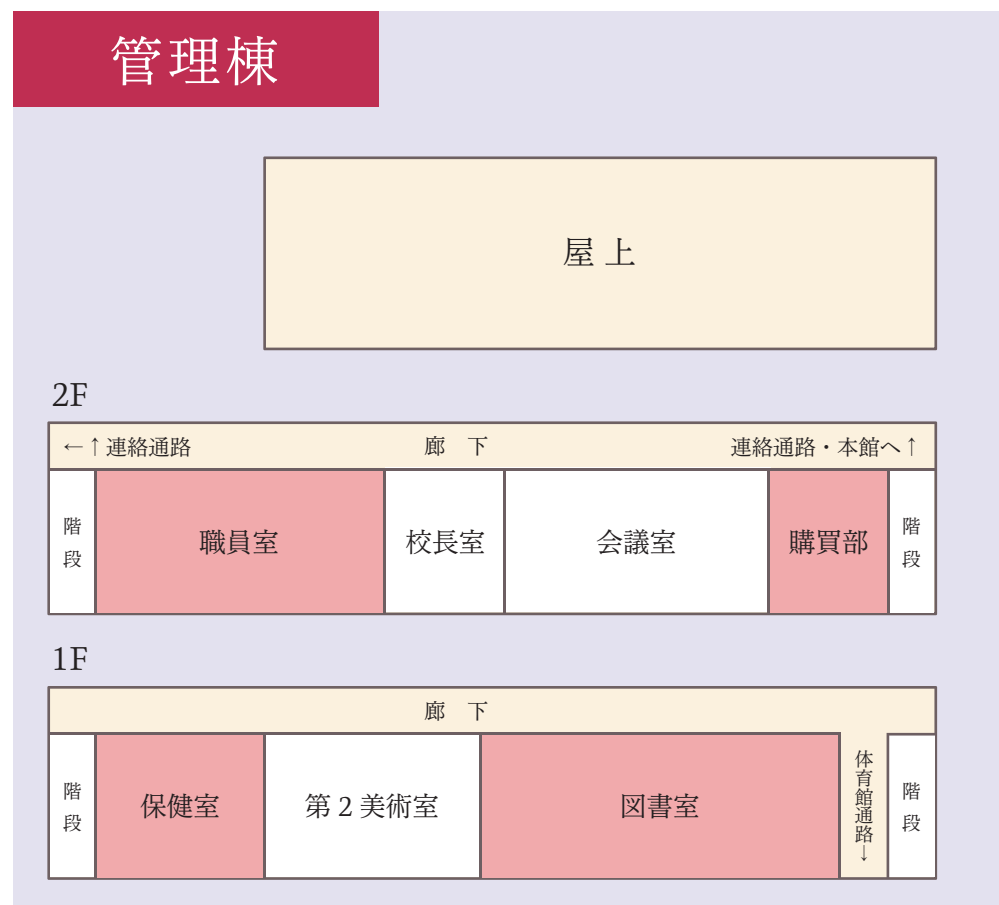 管理棟
屋上
2F
←↑連絡通路 廊下 連絡通路・本館へ↑
階段 職員室 校長室 会議室 購買部 階段
1F
廊下
階段 保健室 第2美術室 図書室 体育館通路↓ 階段